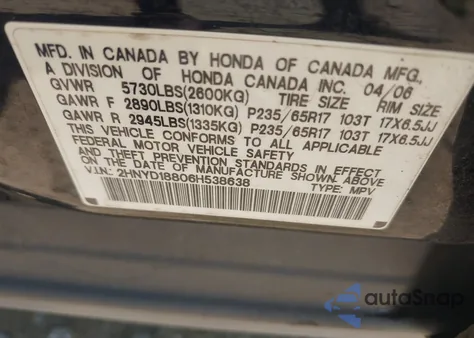 MFD. IN CANADA BY HONDA OF CANADA MFG.,
A DIVISION OF HONDA CANADA INC. 04/06
GVWR 5730LBS(2600KG) TIRE SIZE RIM SIZE
GAWR F 2890LBS(1310KG) P235/65R17 103T 17X6.5JJ
GAWR R 2945LBS(1335KG) P235/65R17 103T 17X6.5JJ
THIS VEHICLE CONFORMS TO ALL APPLICABLE
FEDERAL MOTOR VEHICLE SAFETY
AND THEFT PREVENTION STANDARDS IN EFFECT
ON THE DATE OF MANUFACTURE SHOWN ABOVE.
V.I.N.: 2HNYD18806H538638 TYPE: MPV
autoSnap